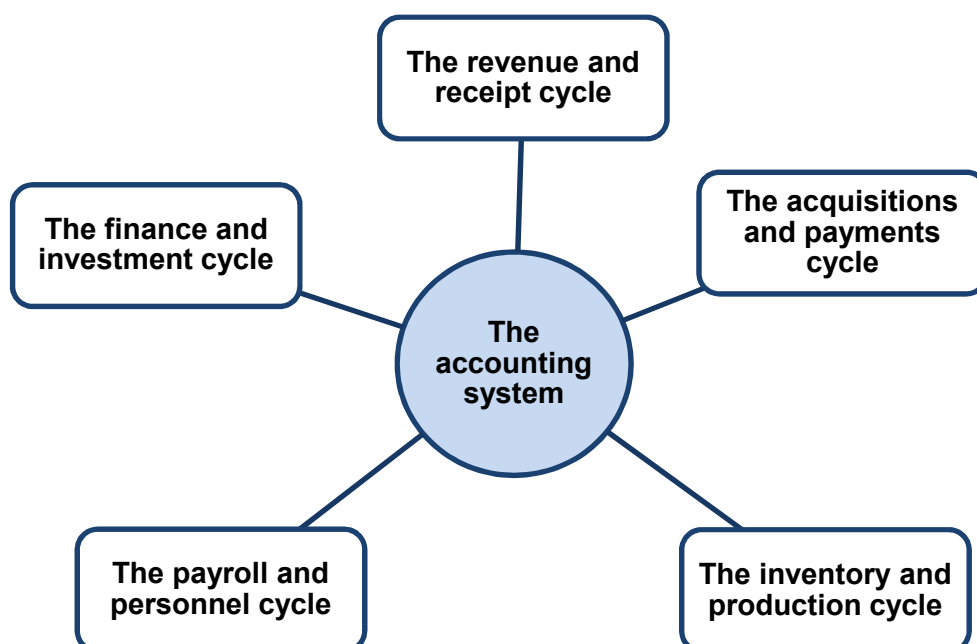 The revenue and
receipt cycle
The finance and
investment cycle
The acquisitions
and payments
cycle
The
accounting
system
The payroll and
personnel cycle
The inventory and
production cycle